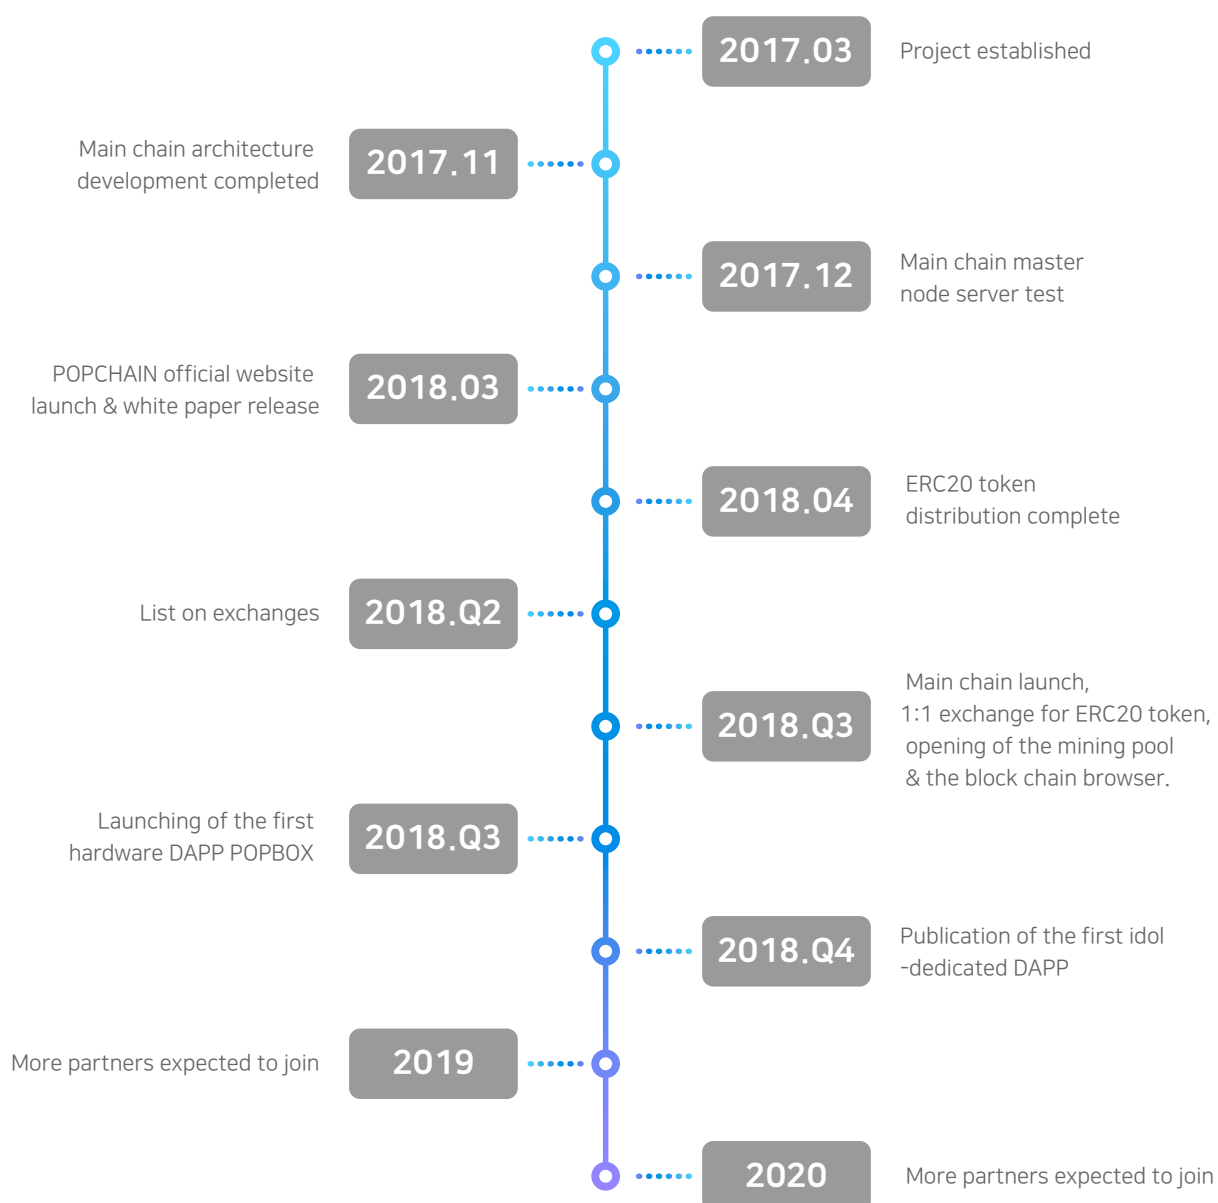 2017.03
Project established
Main chain architecture
development completed
2017.11
2017.12
Main chain master
node server test
POPCHAIN official website
launch & white paper release
2018.03
2018.04
ERC20 token
distribution complete
List on exchanges
2018.Q2
2018.Q3
Main chain launch,
1:1 exchange for ERC20 token,
opening of the mining pool
& the block chain browser.
Launching of the first
hardware DAPP POPBOX
2018.Q3
2018.Q4
Publication of the first idol
-dedicated DAPP
More partners expected to join
2019
2020
More partners expected to join